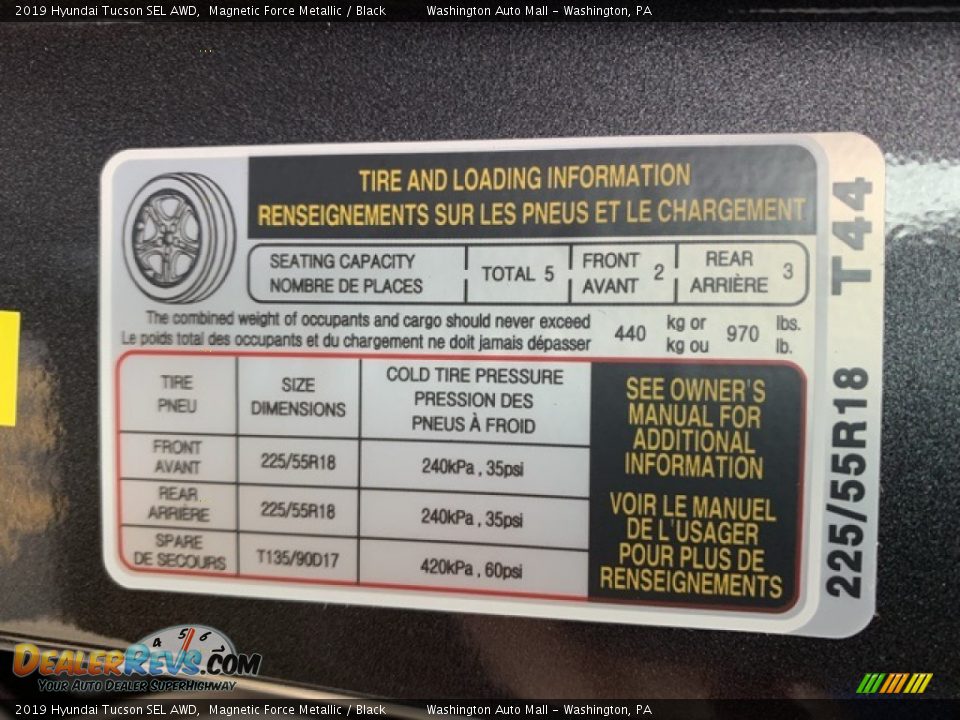 2019 Hyundai Tucson SEL AWD, Magnetic Force Metallic / Black Washington Auto Mall - Washington, PA
TIRE AND LOADING INFORMATION
RENSEIGNEMENTS SUR LES PNEUS ET LE CHARGEMENT
SEATING CAPACITY
NOMBRE DE PLACES
TOTAL 5
FRONT
AVANT
2
REAR
ARRIÈRE
3
The combined weight of occupants and cargo should never exceed
Le poids total des occupants et du chargement ne doit jamais dépasser
440
kg or
kg ou
970
lbs.
lb.
TIRE
PNEU
SIZE
DIMENSIONS
COLD TIRE PRESSURE
PRESSION DES
PNEUS À FROID
FRONT
AVANT
225/55R18
240kPa , 35psi
REAR
ARRIÈRE
225/55R18
240kPa , 35psi
SPARE
DE SECOURS
T135/90D17
420kPa , 60psi
SEE OWNER'S
MANUAL FOR
ADDITIONAL
INFORMATION
VOIR LE MANUEL
DE L'USAGER
POUR PLUS DE
RENSEIGNEMENTS
225/55R18 T44
4 5 6
DEALERREVS.COM
YOUR AUTO DEALER SUPERHIGHWAY
2019 Hyundai Tucson SEL AWD, Magnetic Force Metallic / Black Washington Auto Mall - Washington, PA